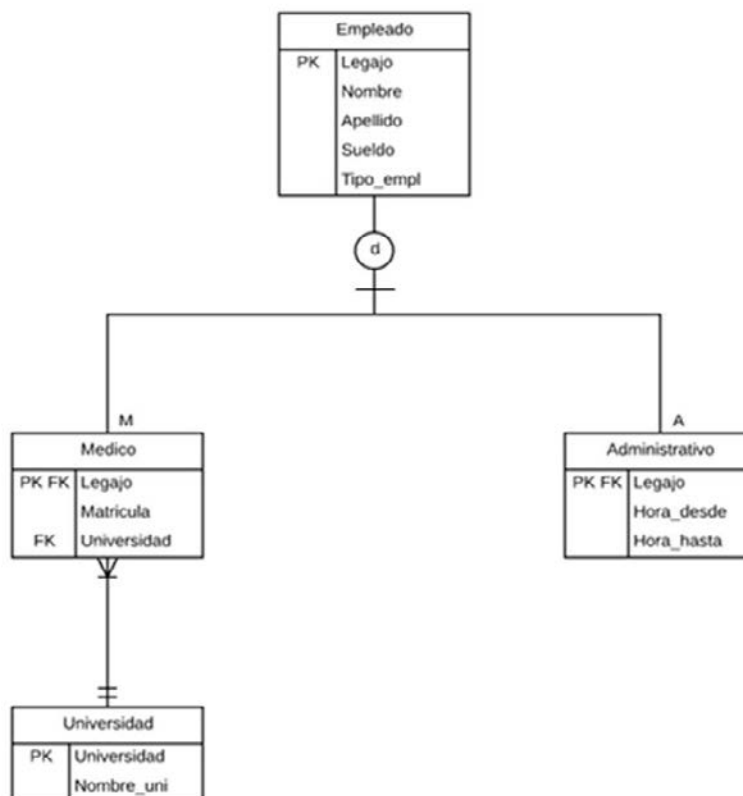 Empleado
PK Legajo
Nombre
Apellido
Sueldo
Tipo_empl
d
M
Medico
PK FK Legajo
Matricula
FK Universidad
A
Administrativo
PK FK Legajo
Hora_desde
Hora_hasta
Universidad
PK Universidad
Nombre_uni